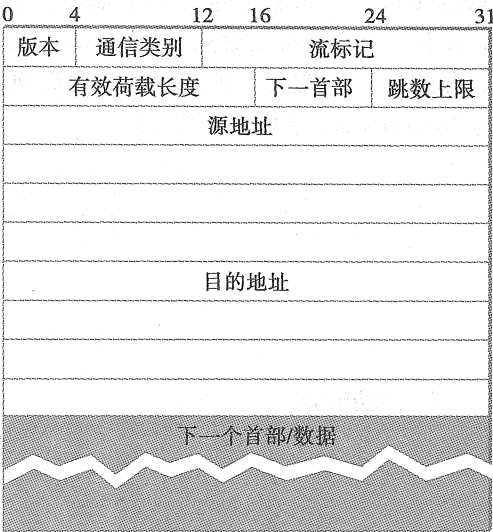 0 4 12 16 24 31
版本 通信类别 流标记
有效荷载长度 下一首部 跳数上限
源地址
目的地址
下一个首部/数据